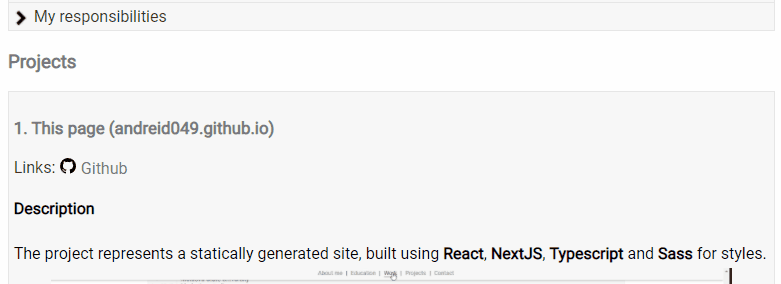 My responsibilities
Projects
1. This page (andreid049.github.io)
Links: Github
Description
The project represents a statically generated site, built using React, NextJS, Typescript and Sass for styles.
About me | Education | Work | Projects | Contact